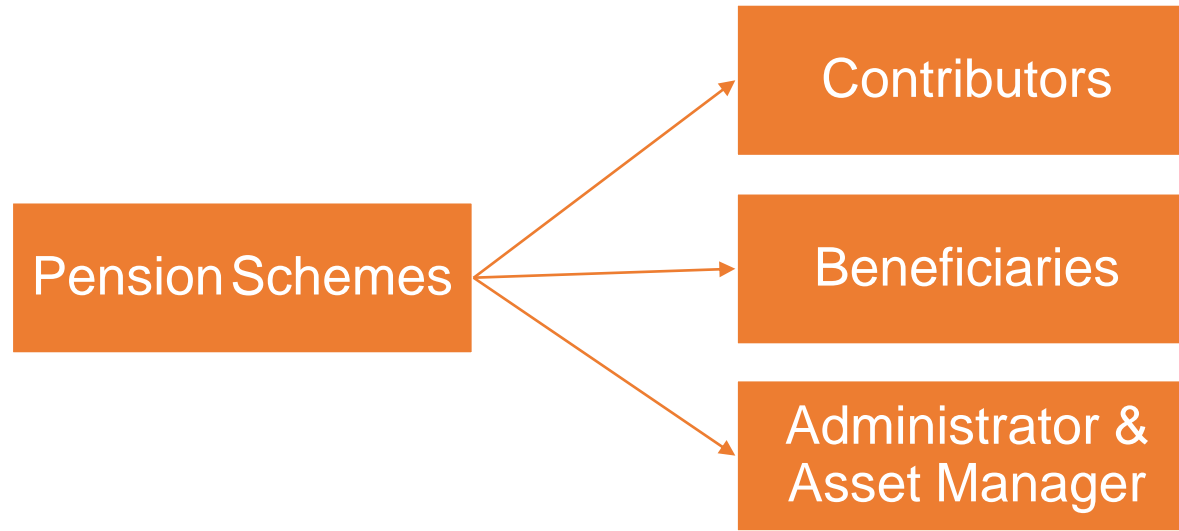 Contributors
Pension Schemes
Beneficiaries
Administrator &
Asset Manager